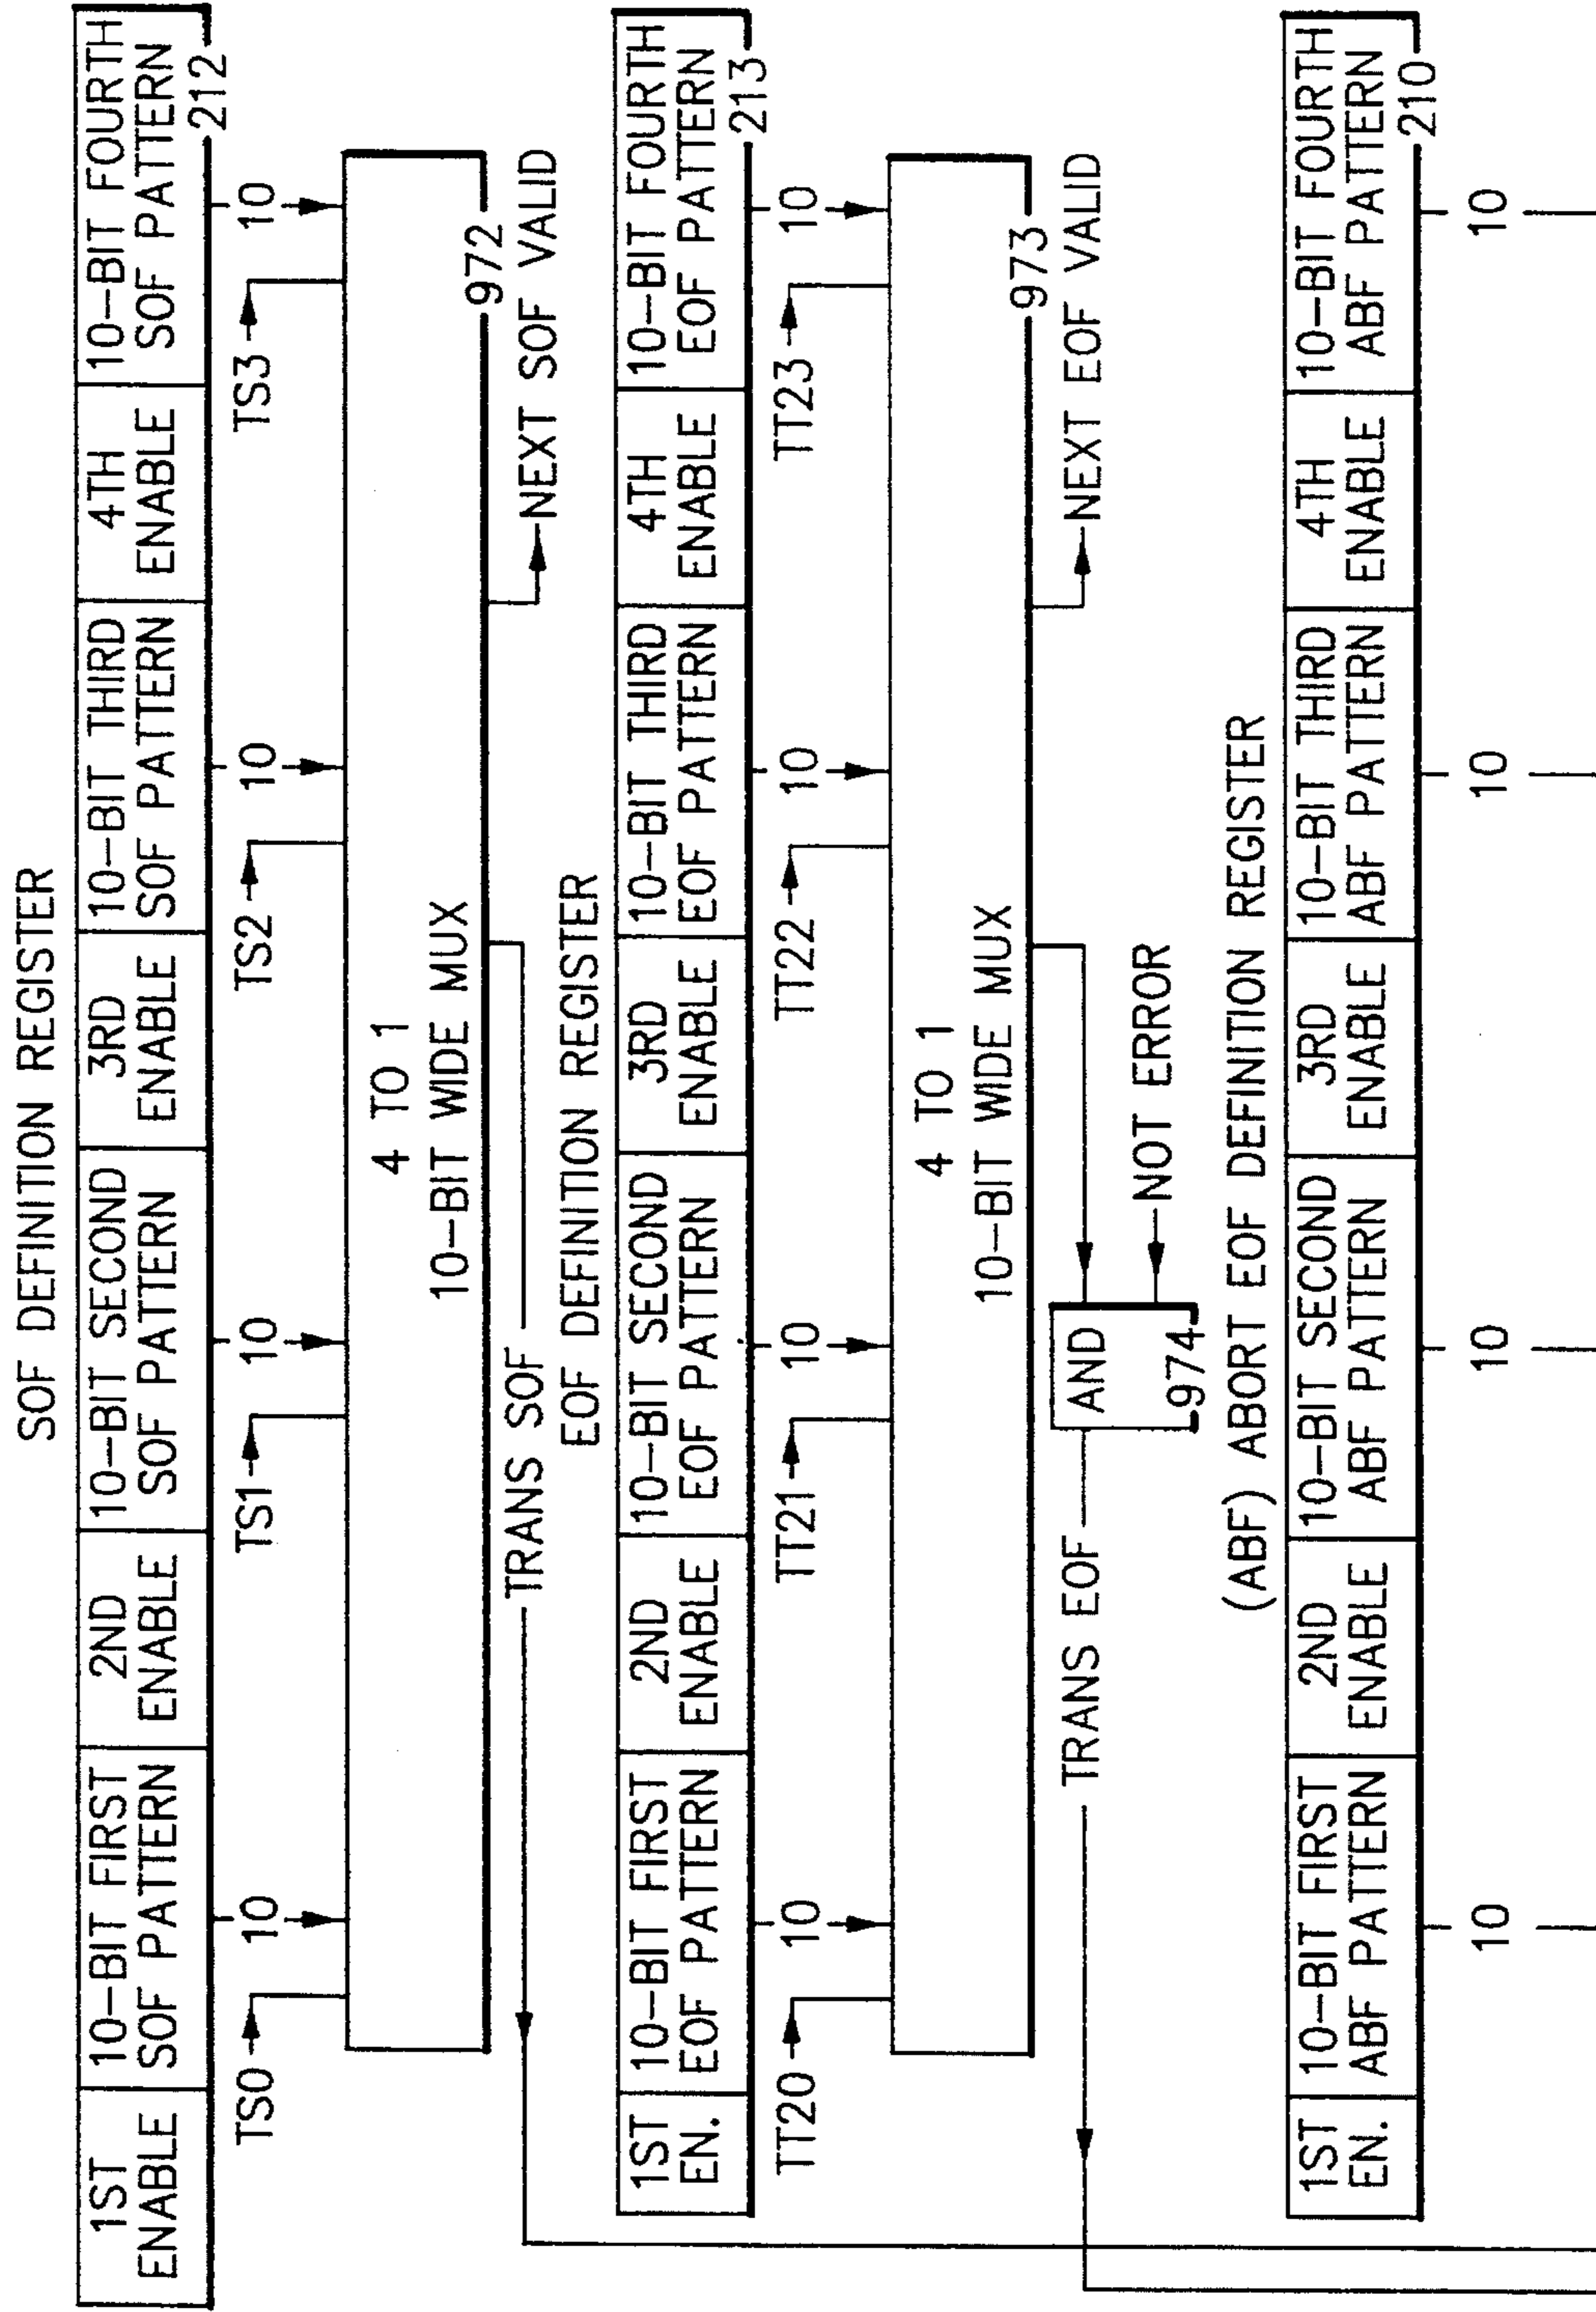 SOF DEFINITION REGISTER
1ST
ENABLE
10-BIT FIRST
SOF PATTERN
2ND
ENABLE
10-BIT SECOND
SOF PATTERN
3RD
ENABLE
10-BIT THIRD
SOF PATTERN
4TH
ENABLE
10-BIT FOURTH
SOF PATTERN
212
TS0
10
TS1
10
TS2
10
TS3
10
4 TO 1
10-BIT WIDE MUX
972
TRANS SOF
NEXT SOF VALID
EOF DEFINITION REGISTER
1ST
EN.
10-BIT FIRST
EOF PATTERN
2ND
ENABLE
10-BIT SECOND
EOF PATTERN
3RD
ENABLE
10-BIT THIRD
EOF PATTERN
4TH
ENABLE
10-BIT FOURTH
EOF PATTERN
213
TT20
10
TT21
10
TT22
10
TT23
10
4 TO 1
10-BIT WIDE MUX
973
TRANS EOF
AND
974
NOT ERROR
NEXT EOF VALID
(ABF) ABORT EOF DEFINITION REGISTER
1ST
EN.
10-BIT FIRST
ABF PATTERN
2ND
ENABLE
10-BIT SECOND
ABF PATTERN
3RD
ENABLE
10-BIT THIRD
ABF PATTERN
4TH
ENABLE
10-BIT FOURTH
ABF PATTERN
210
10
10
10
10